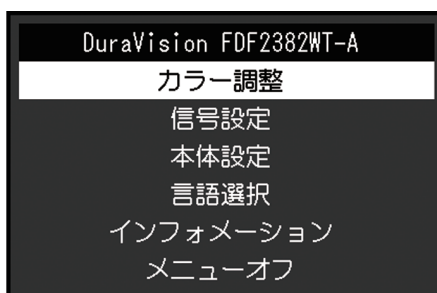 DuraVision FDF2382WT-A
カラー調整
信号設定
本体設定
言語選択
インフォメーション
メニューオフ